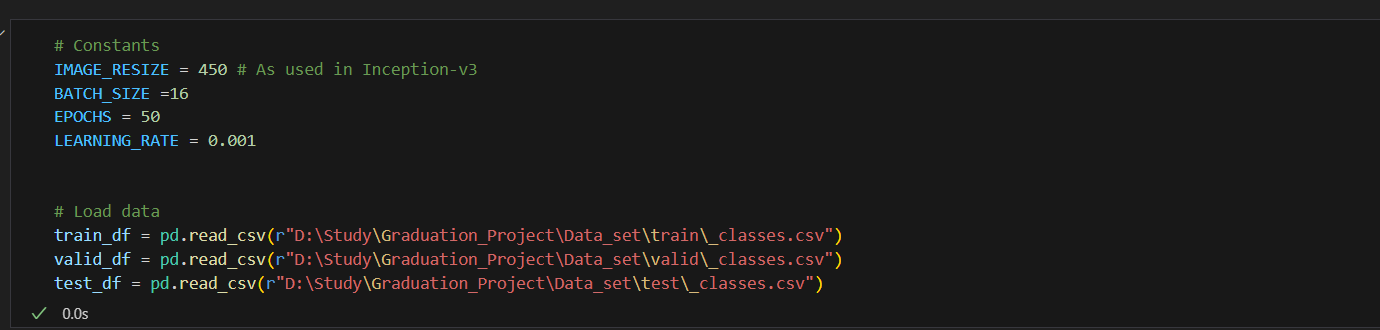 # Constants
IMAGE_RESIZE = 450 # As used in Inception-v3
BATCH_SIZE =16
EPOCHS = 50
LEARNING_RATE = 0.001
# Load data
train_df = pd.read_csv(r"D:\Study\Graduation_Project\Data_set\train\_classes.csv")
valid_df = pd.read_csv(r"D:\Study\Graduation_Project\Data_set\valid\_classes.csv")
test_df = pd.read_csv(r"D:\Study\Graduation_Project\Data_set\test\_classes.csv")
0.0s